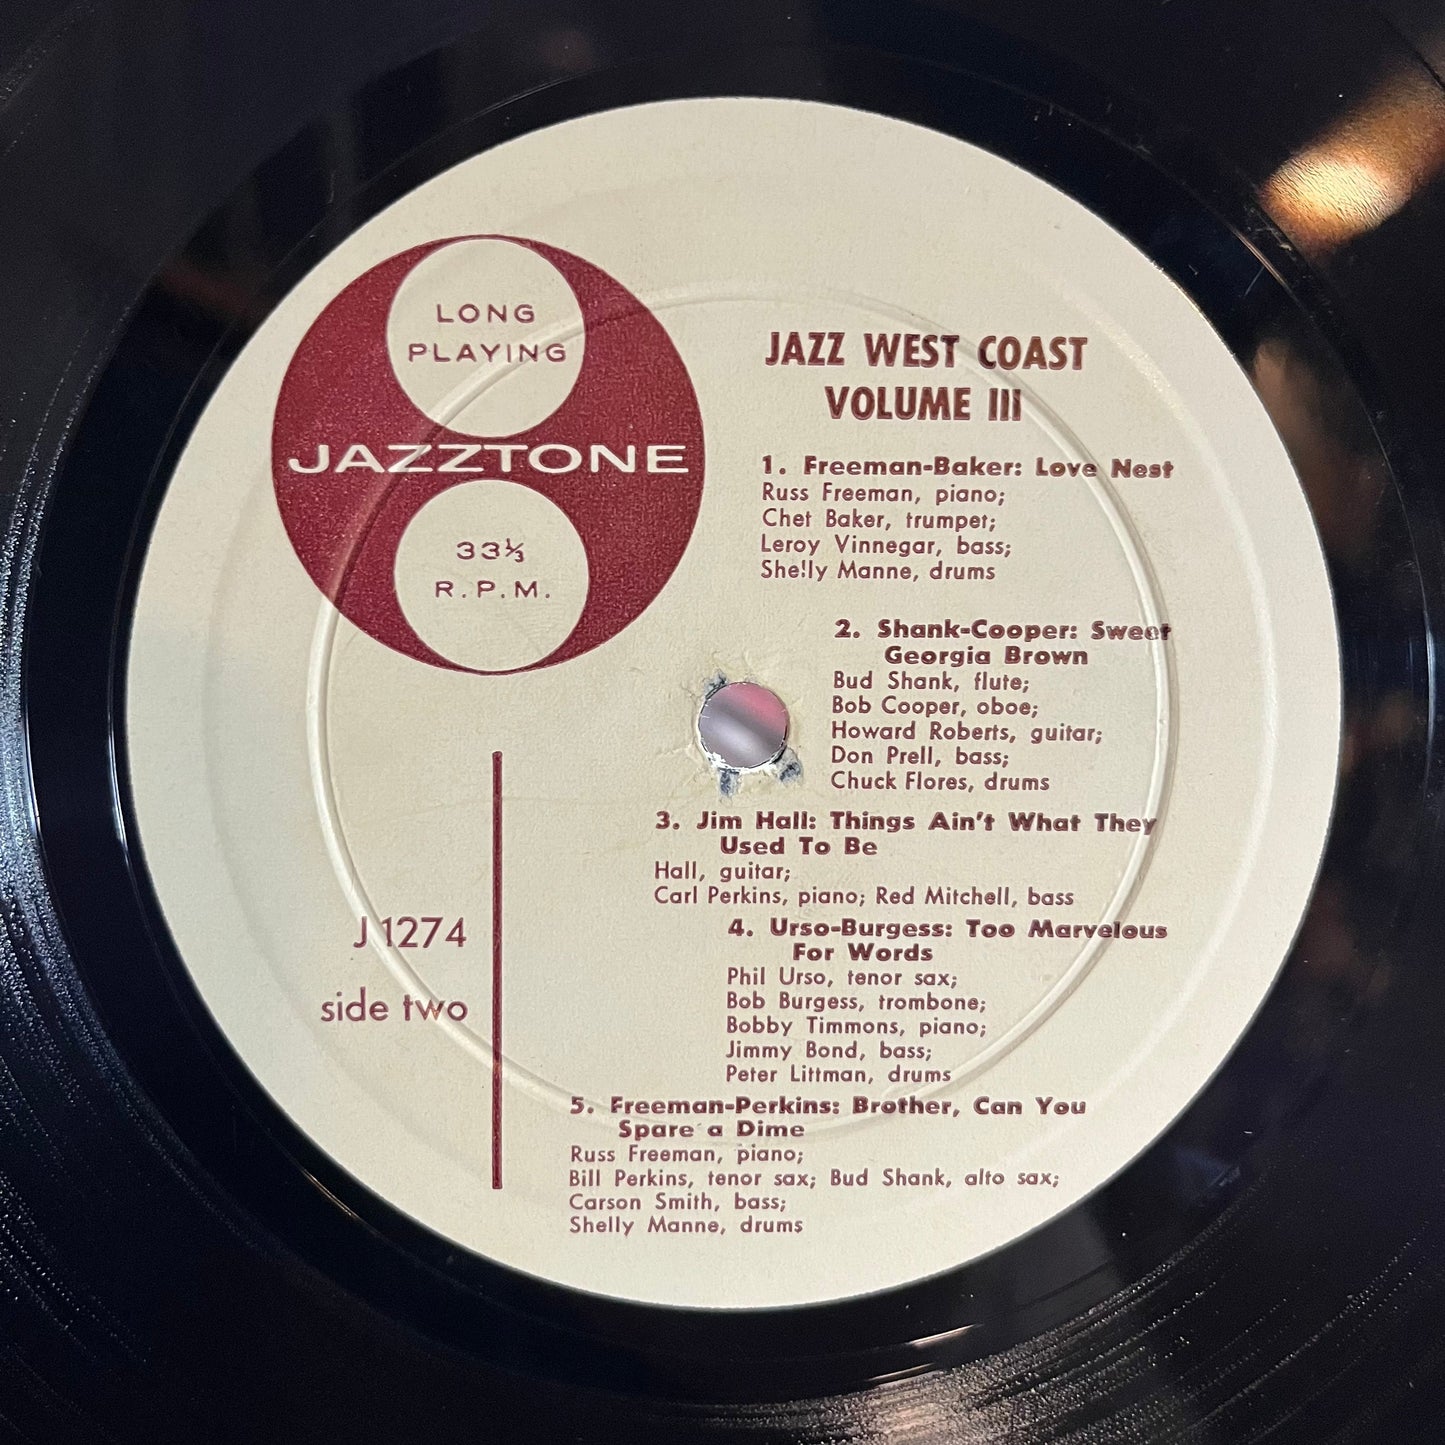 LONG
PLAYING
JAZZTONE
33⅓
R.P.M.
JAZZ WEST COAST
VOLUME III
1. Freeman-Baker: Love Nest
Russ Freeman, piano;
Chet Baker, trumpet;
Leroy Vinnegar, bass;
She!ly Manne, drums
2. Shank-Cooper: Sweet
Georgia Brown
Bud Shank, flute;
Bob Cooper, oboe;
Howard Roberts, guitar;
Don Prell, bass;
Chuck Flores, drums
3. Jim Hall: Things Ain't What They
Used To Be
Hall, guitar;
Carl Perkins, piano; Red Mitchell, bass
4. Urso-Burgess: Too Marvelous
For Words
Phil Urso, tenor sax;
Bob Burgess, trombone;
Bobby Timmons, piano;
Jimmy Bond, bass;
Peter Littman, drums
5. Freeman-Perkins: Brother, Can You
Spare a Dime
Russ Freeman, piano;
Bill Perkins, tenor sax; Bud Shank, alto sax;
Carson Smith, bass;
Shelly Manne, drums
J 1274
side two